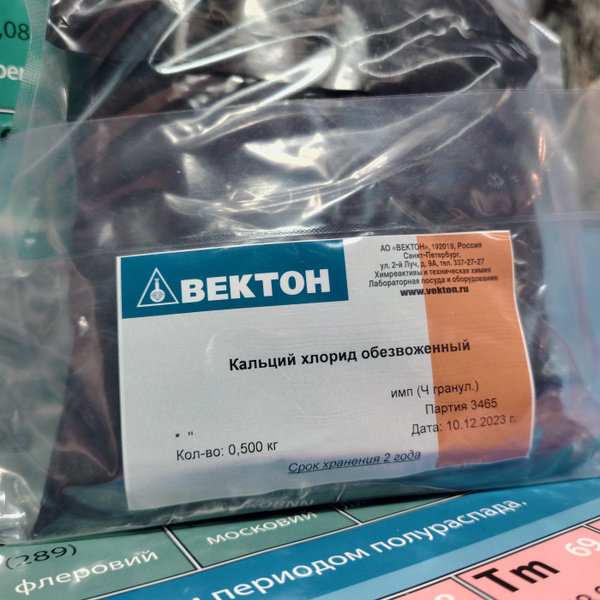 ,08
ВЕКТОН
АО «ВЕКТОН», 192019, Россия
Санкт-Петербург,
ул. 2-й Луч, д. 9А, тел. 337-27-27
Химреактивы и техническая химия
Лабораторная посуда и оборудование
www.vekton.ru
Кальций хлорид обезвоженный
имп (Ч гранул.)
Партия 3465
* "
Дата: 10.12.2023 г.
Кол-во: 0,500 кг
Срок хранения 2 года
(289)
флеровий
московий
периодом полураспада,
Tm
69